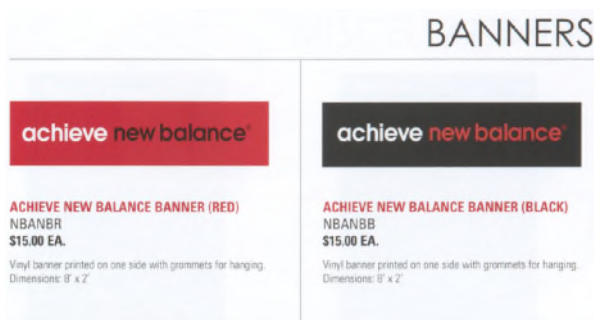 BANNERS
achieve new balance®
ACHIEVE NEW BALANCE BANNER (RED)
NBANBR
$15.00 EA.
Vinyl banner printed on one side with grommets for hanging.
Dimensions: 8' x 2'
achieve new balance®
ACHIEVE NEW BALANCE BANNER (BLACK)
NBANBB
$15.00 EA.
Vinyl banner printed on one side with grommets for hanging.
Dimensions: 8' x 2'